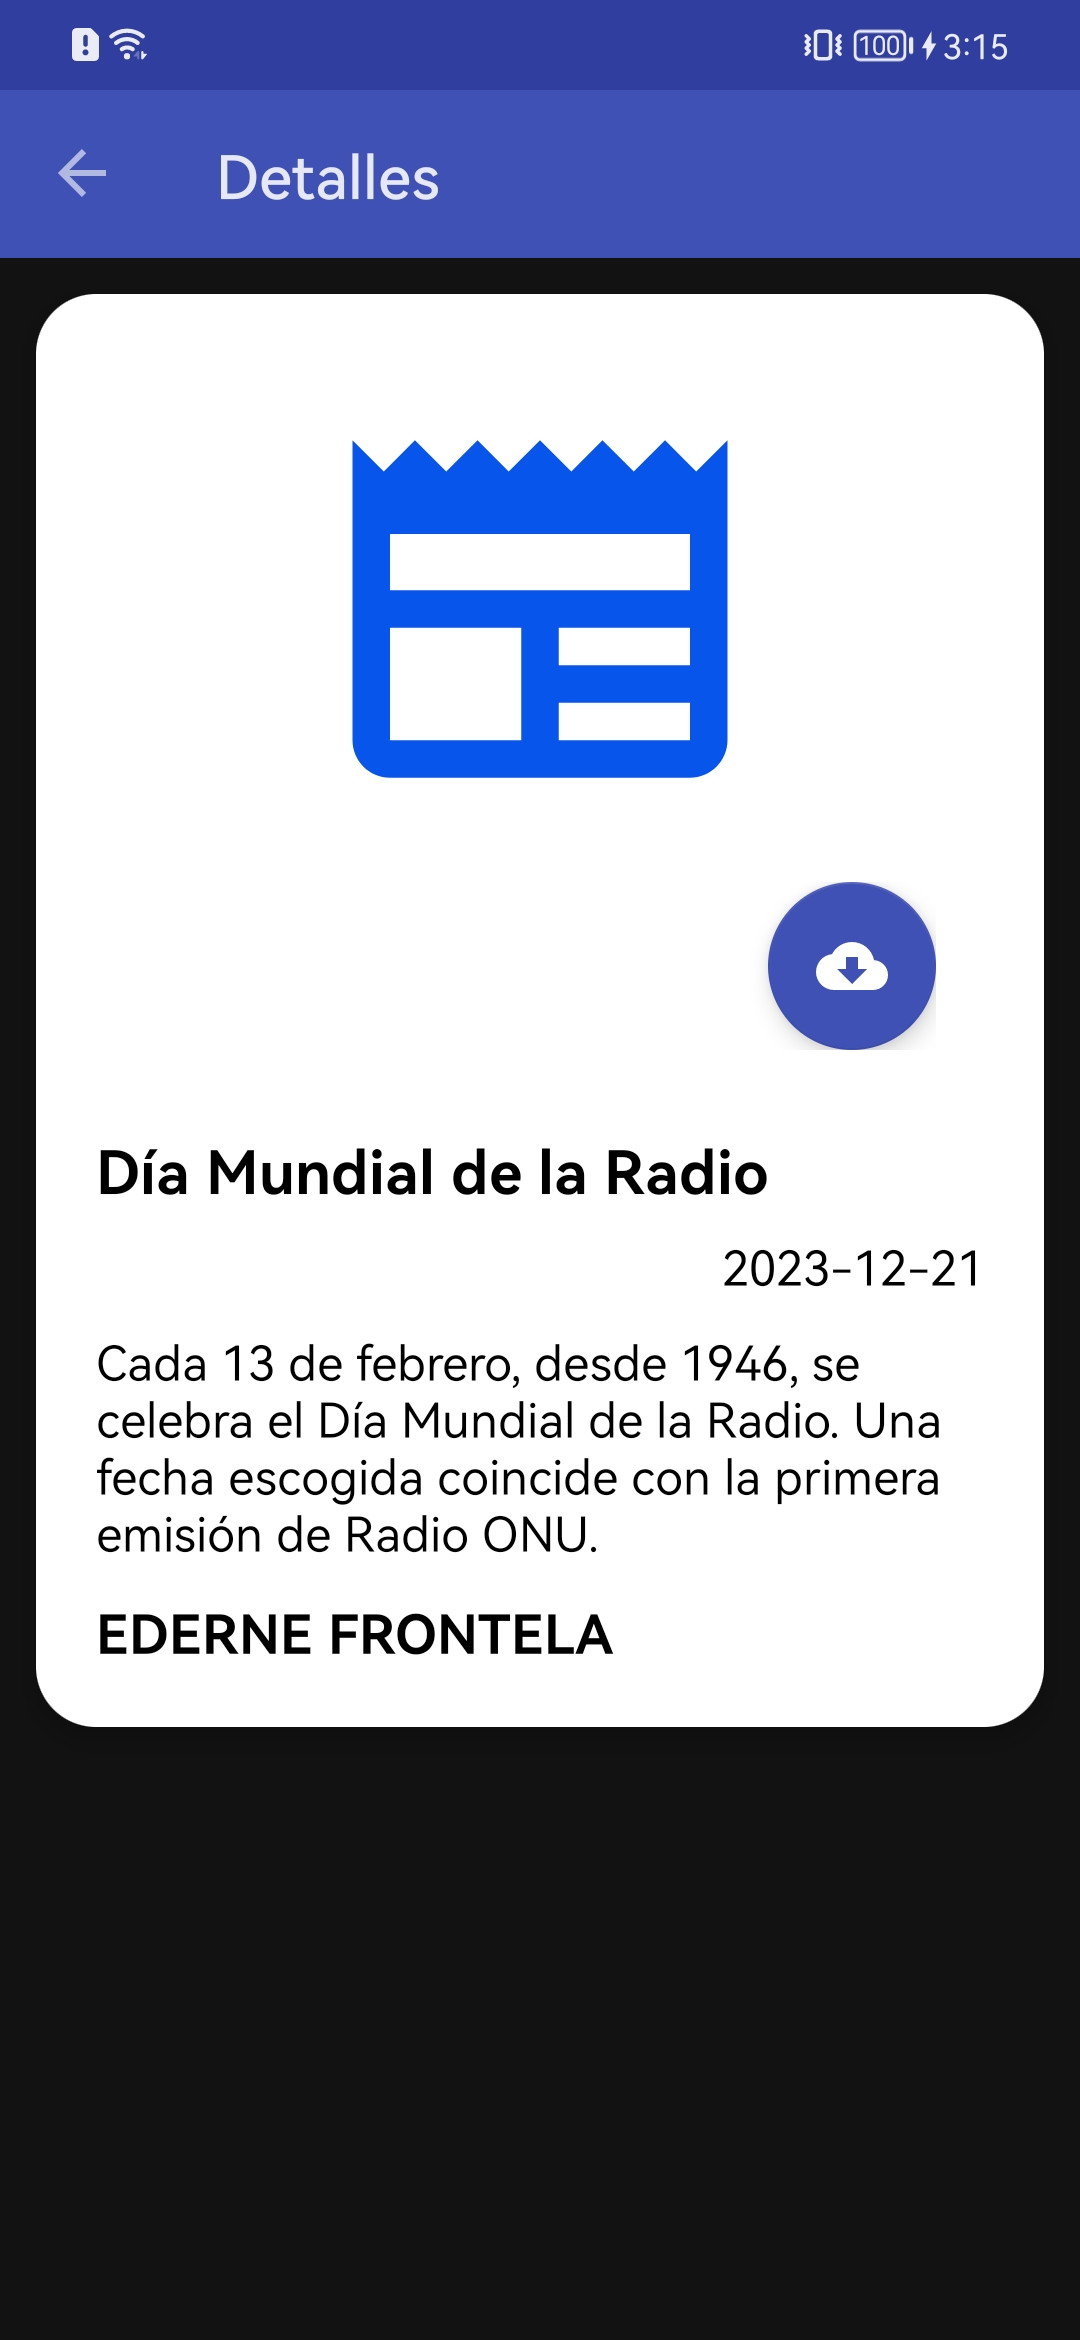 100 3:15
Detalles
Día Mundial de la Radio
2023-12-21
Cada 13 de febrero, desde 1946, se
celebra el Día Mundial de la Radio. Una
fecha escogida coincide con la primera
emisión de Radio ONU.
EDERNE FRONTELA